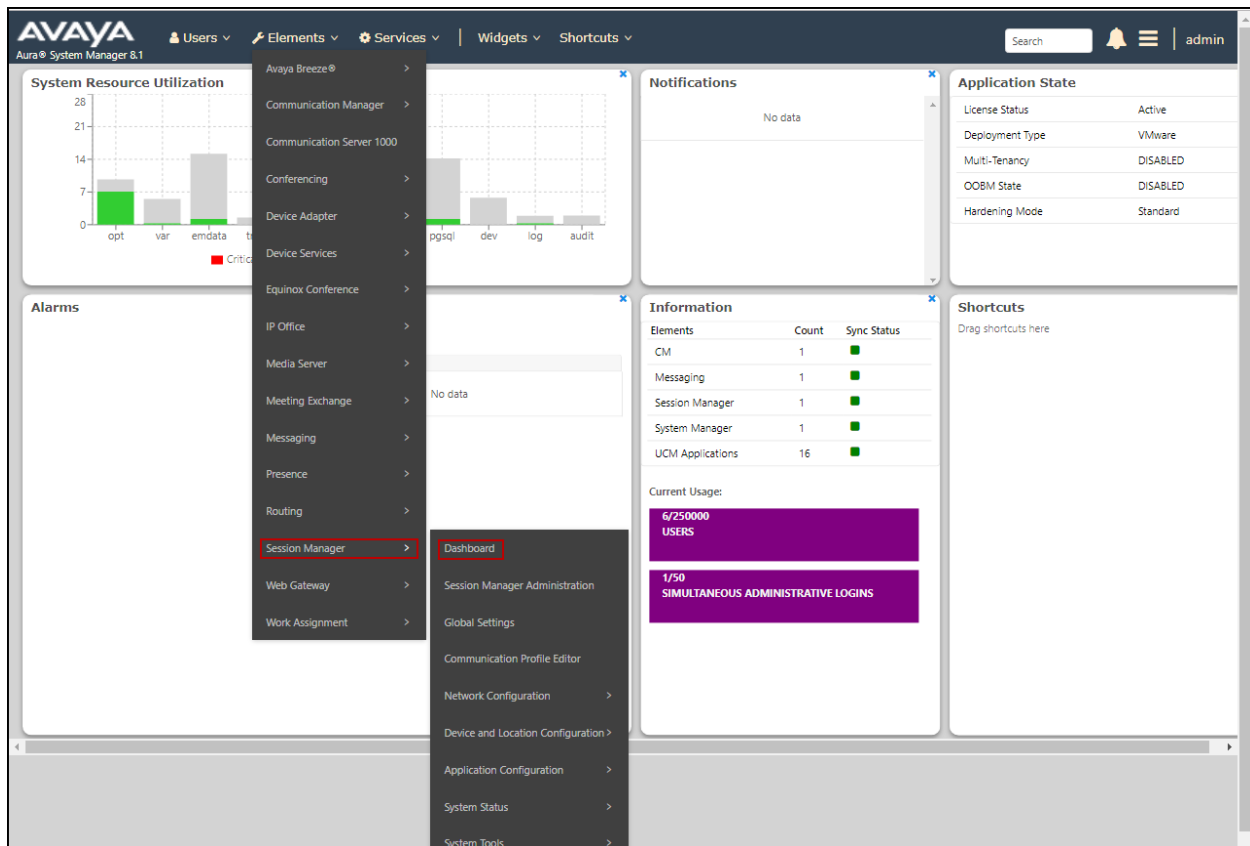 AVAYA
Aura® System Manager 8.1
Users
Elements
Services
Widgets
Shortcuts
Search
admin
System Resource Utilization
28
21
14
7
0
opt
var
emdata
pgsql
dev
log
audit
Avaya Breeze®
Communication Manager
Communication Server 1000
Conferencing
Device Adapter
Device Services
Equinox Conference
IP Office
Media Server
Meeting Exchange
Messaging
Presence
Routing
Session Manager
Web Gateway
Work Assignment
Dashboard
Session Manager Administration
Global Settings
Communication Profile Editor
Network Configuration
Device and Location Configuration
Application Configuration
System Status
System Tools
Notifications
No data
Application State
License Status Active
Deployment Type VMware
Multi-Tenancy DISABLED
OOBM State DISABLED
Hardening Mode Standard
Alarms
No data
Information
Elements Count Sync Status
CM 1
Messaging 1
Session Manager 1
System Manager 1
UCM Applications 16
Current Usage:
6/250000
USERS
1/50
SIMULTANEOUS ADMINISTRATIVE LOGINS
Shortcuts
Drag shortcuts here